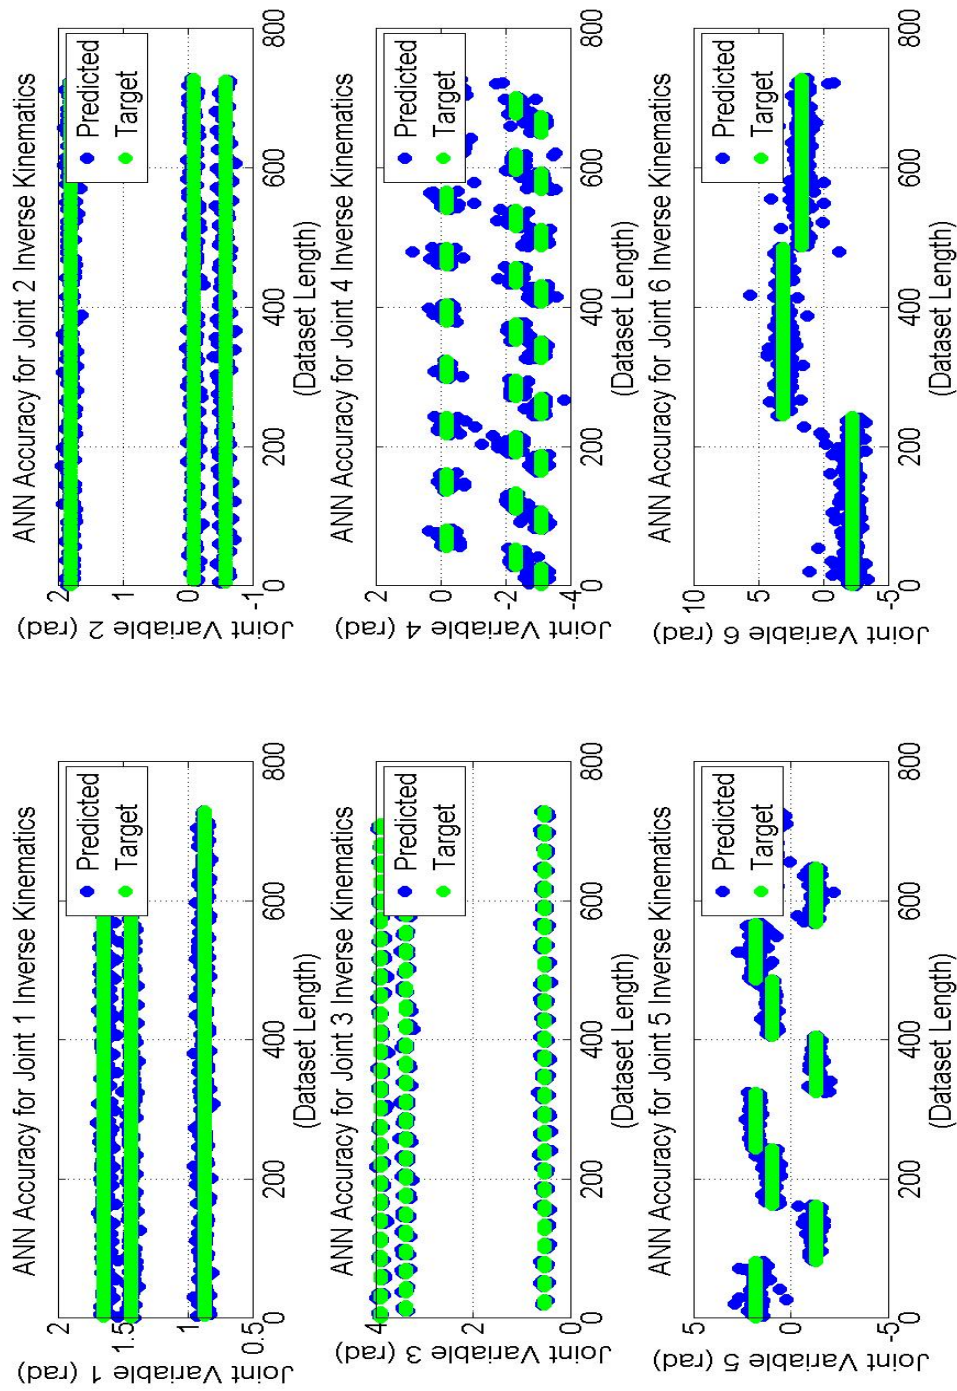 ANN Accuracy for Joint 1 Inverse Kinematics
Joint Variable 1 (rad)
2
1.5
1
0.5
Predicted
Target
0 200 400 600 800
(Dataset Length)
ANN Accuracy for Joint 2 Inverse Kinematics
Joint Variable 2 (rad)
2
1
0
-1
Predicted
Target
0 200 400 600 800
(Dataset Length)
ANN Accuracy for Joint 3 Inverse Kinematics
Joint Variable 3 (rad)
4
2
0
Predicted
Target
0 200 400 600 800
(Dataset Length)
ANN Accuracy for Joint 4 Inverse Kinematics
Joint Variable 4 (rad)
2
0
-2
-4
Predicted
Target
0 200 400 600 800
(Dataset Length)
ANN Accuracy for Joint 5 Inverse Kinematics
Joint Variable 5 (rad)
5
0
-5
Predicted
Target
0 200 400 600 800
(Dataset Length)
ANN Accuracy for Joint 6 Inverse Kinematics
Joint Variable 6 (rad)
10
5
0
-5
Predicted
Target
0 200 400 600 800
(Dataset Length)